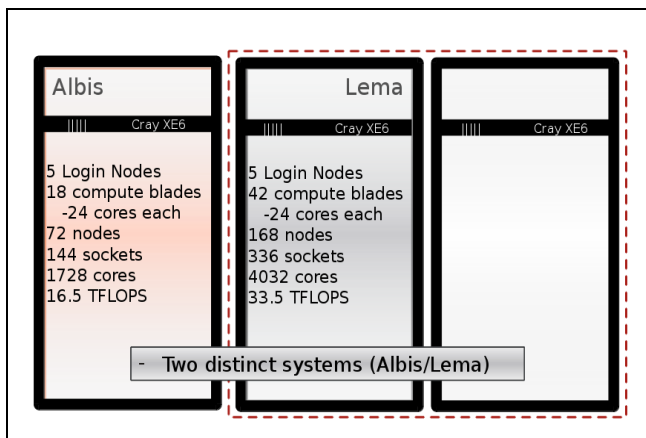 Albis
||||| Cray XE6
5 Login Nodes
18 compute blades
-24 cores each
72 nodes
144 sockets
1728 cores
16.5 TFLOPS
Lema
||||| Cray XE6
5 Login Nodes
42 compute blades
-24 cores each
168 nodes
336 sockets
4032 cores
33.5 TFLOPS
||||| Cray XE6
- Two distinct systems (Albis/Lema)